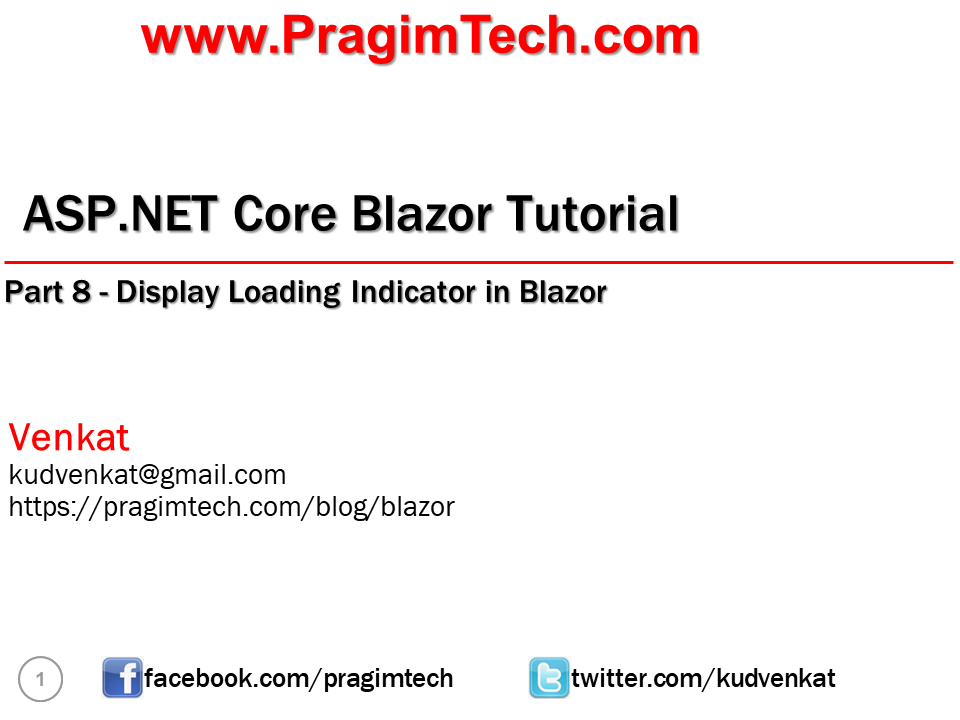 www.PragimTech.com
ASP.NET Core Blazor Tutorial
Part 8 - Display Loading Indicator in Blazor
Venkat
kudvenkat@gmail.com
https://pragimtech.com/blog/blazor
1
facebook.com/pragimtech
twitter.com/kudvenkat